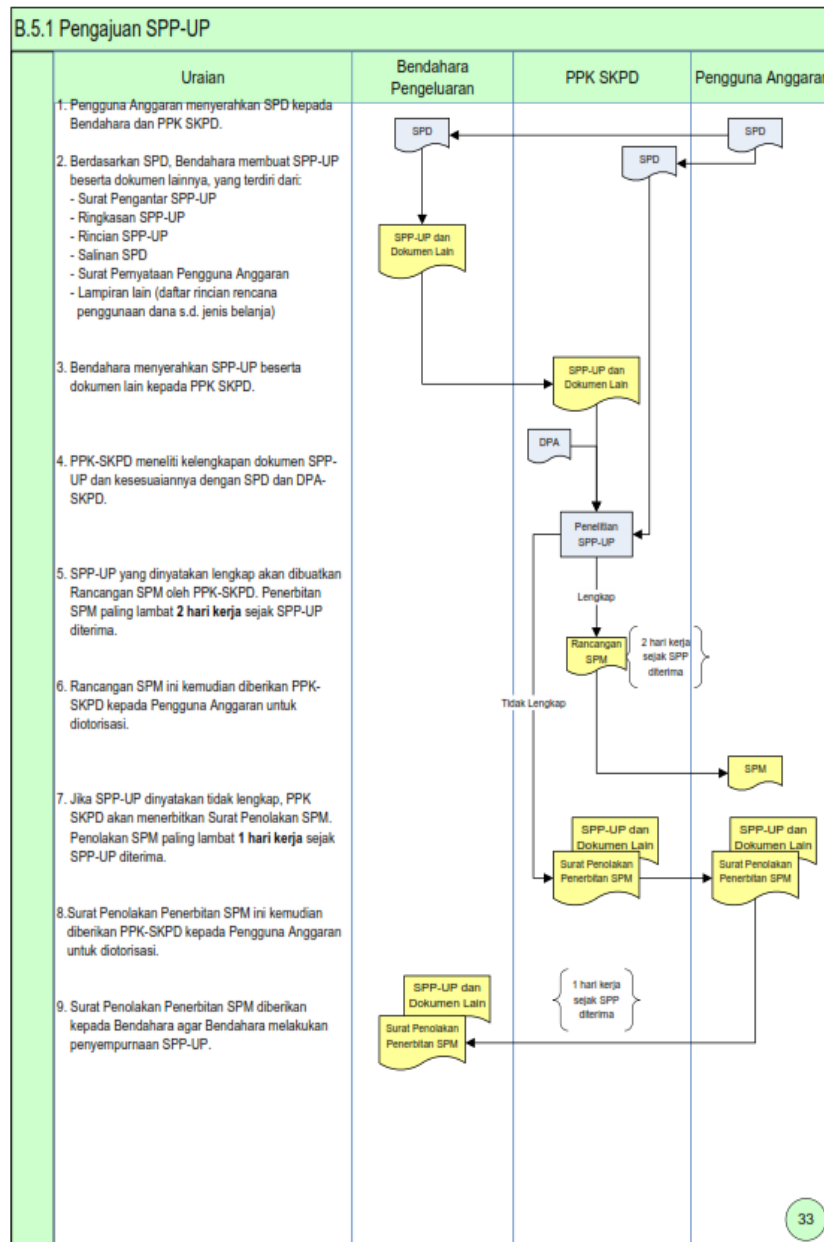 B.5.1 Pengajuan SPP-UP
Uraian
Bendahara
Pengeluaran
PPK SKPD
Pengguna Anggaran
1. Pengguna Anggaran menyerahkan SPD kepada
Bendahara dan PPK SKPD.
2. Berdasarkan SPD, Bendahara membuat SPP-UP
beserta dokumen lainnya, yang terdiri dari:
- Surat Pengantar SPP-UP
- Ringkasan SPP-UP
- Rincian SPP-UP
- Salinan SPD
- Surat Pernyataan Pengguna Anggaran
- Lampiran lain (daftar rincian rencana
penggunaan dana s.d. jenis belanja)
3. Bendahara menyerahkan SPP-UP beserta
dokumen lain kepada PPK SKPD.
4. PPK-SKPD meneliti kelengkapan dokumen SPP-
UP dan kesesuaiannya dengan SPD dan DPA-
SKPD.
5. SPP-UP yang dinyatakan lengkap akan dibuatkan
Rancangan SPM oleh PPK-SKPD. Penerbitan
SPM paling lambat 2 hari kerja sejak SPP-UP
diterima.
6. Rancangan SPM ini kemudian diberikan PPK-
SKPD kepada Pengguna Anggaran untuk
diotorisasi.
7. Jika SPP-UP dinyatakan tidak lengkap, PPK
SKPD akan menerbitkan Surat Penolakan SPM.
Penolakan SPM paling lambat 1 hari kerja sejak
SPP-UP diterima.
8.Surat Penolakan Penerbitan SPM ini kemudian
diberikan PPK-SKPD kepada Pengguna Anggaran
untuk diotorisasi.
9. Surat Penolakan Penerbitan SPM diberikan
kepada Bendahara agar Bendahara melakukan
penyempurnaan SPP-UP.
SPD
SPD
SPD
SPP-UP dan
Dokumen Lain
SPP-UP dan
Dokumen Lain
DPA
Penelitian
SPP-UP
Lengkap
Rancangan
SPM
2 hari kerja
sejak SPP
diterima
Tidak Lengkap
SPM
SPP-UP dan
Dokumen Lain
Surat Penolakan
Penerbitan SPM
SPP-UP dan
Dokumen Lain
Surat Penolakan
Penerbitan SPM
SPP-UP dan
Dokumen Lain
Surat Penolakan
Penerbitan SPM
1 hari kerja
sejak SPP
diterima
33